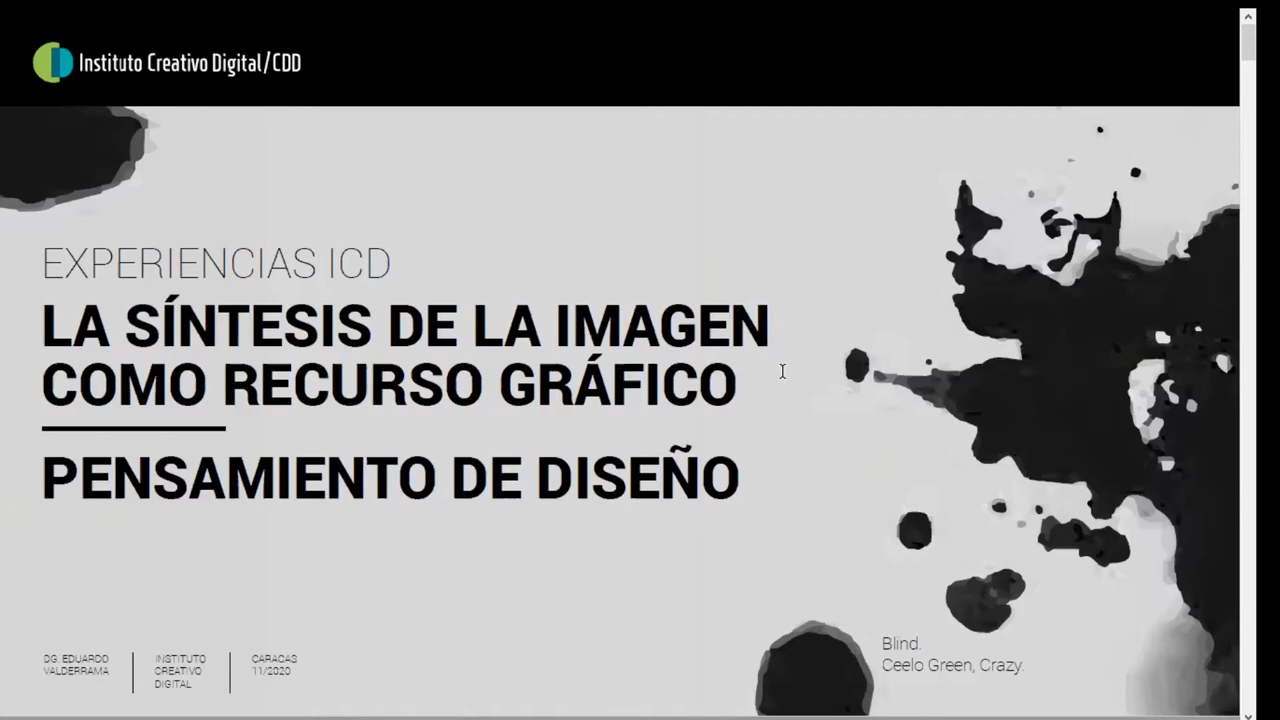 Instituto Creativo Digital/CDD
EXPERIENCIAS ICD
LA SÍNTESIS DE LA IMAGEN
COMO RECURSO GRÁFICO
PENSAMIENTO DE DISEÑO
DG. EDUARDO
VALDERRAMA
INSTITUTO
CREATIVO
DIGITAL
CARACAS
11/2020
Blind.
Ceelo Green, Crazy.